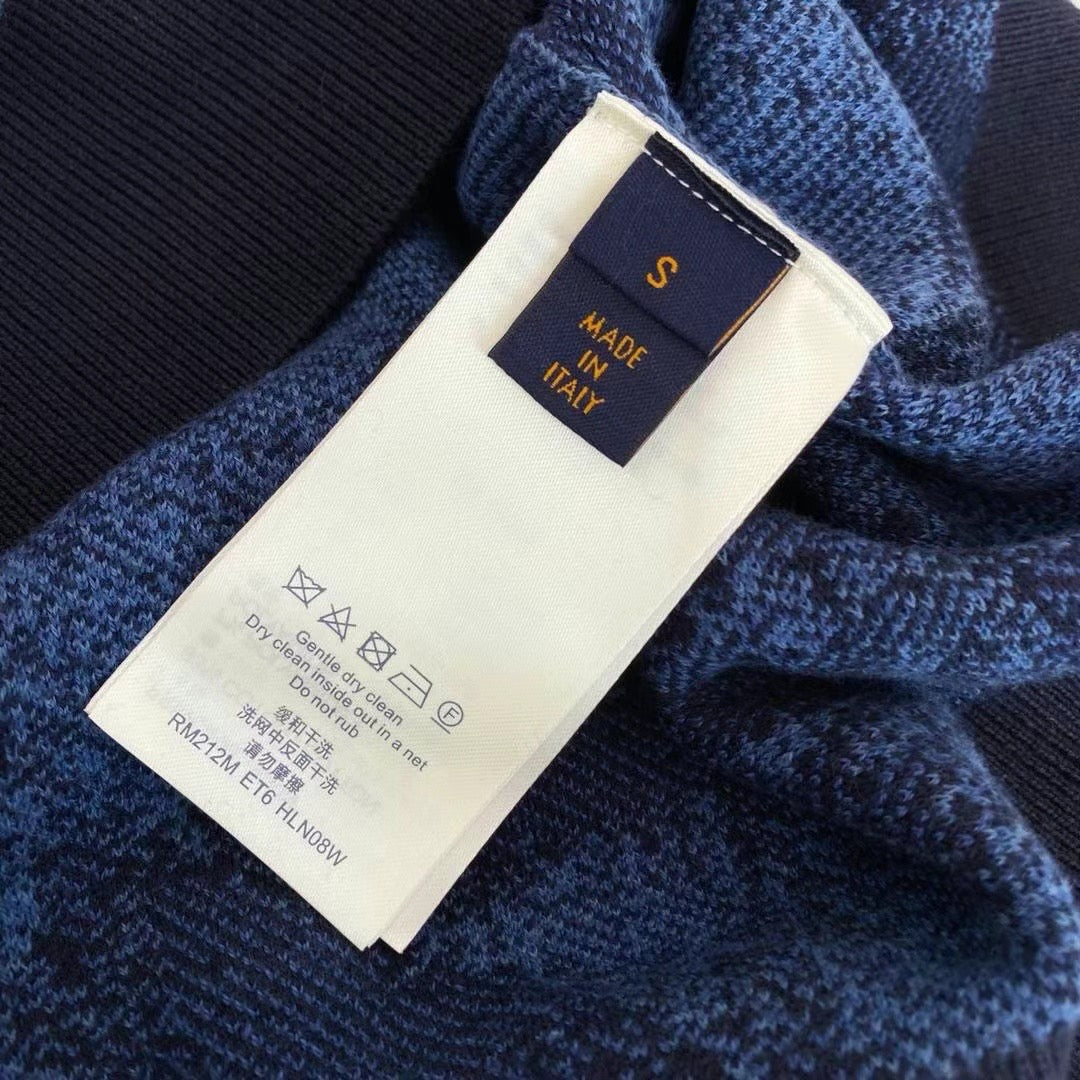 S
MADE
IN
ITALY
F
Gentle dry clean
Dry clean inside out in a net
Do not rub
缓和干洗
洗网中反面干洗
请勿摩擦
RM212M ET6 HLN08W